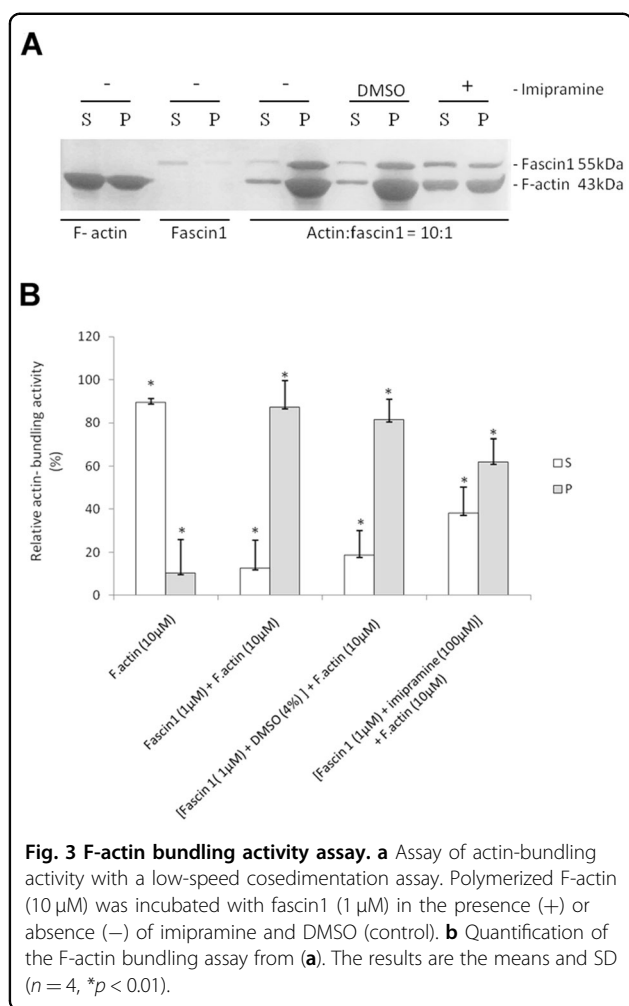 A
- - - DMSO + - Imipramine
S P S P S P S P S P
- Fascin1 55kDa
- F-actin 43kDa
F- actin Fascin1 Actin:fascin1 = 10:1
B
Relative actin- bundling activity
(%)
120
100
80
60
40
20
0
* * * * * * * *
S
P
F.actin (10μM)
Fascin1 (1μM) + F.actin (10μM)
[Fascin 1( 1μM) + DMSO (4%) ] + F.actin (10μM)
[Fascin 1 (1μM) + imipramine (100μM)]
+ F.actin (10μM)
Fig. 3 F-actin bundling activity assay. a Assay of actin-bundling
activity with a low-speed cosedimentation assay. Polymerized F-actin
(10 μM) was incubated with fascin1 (1 μM) in the presence (+) or
absence (−) of imipramine and DMSO (control). b Quantification of
the F-actin bundling assay from (a). The results are the means and SD
(n = 4, *p < 0.01).